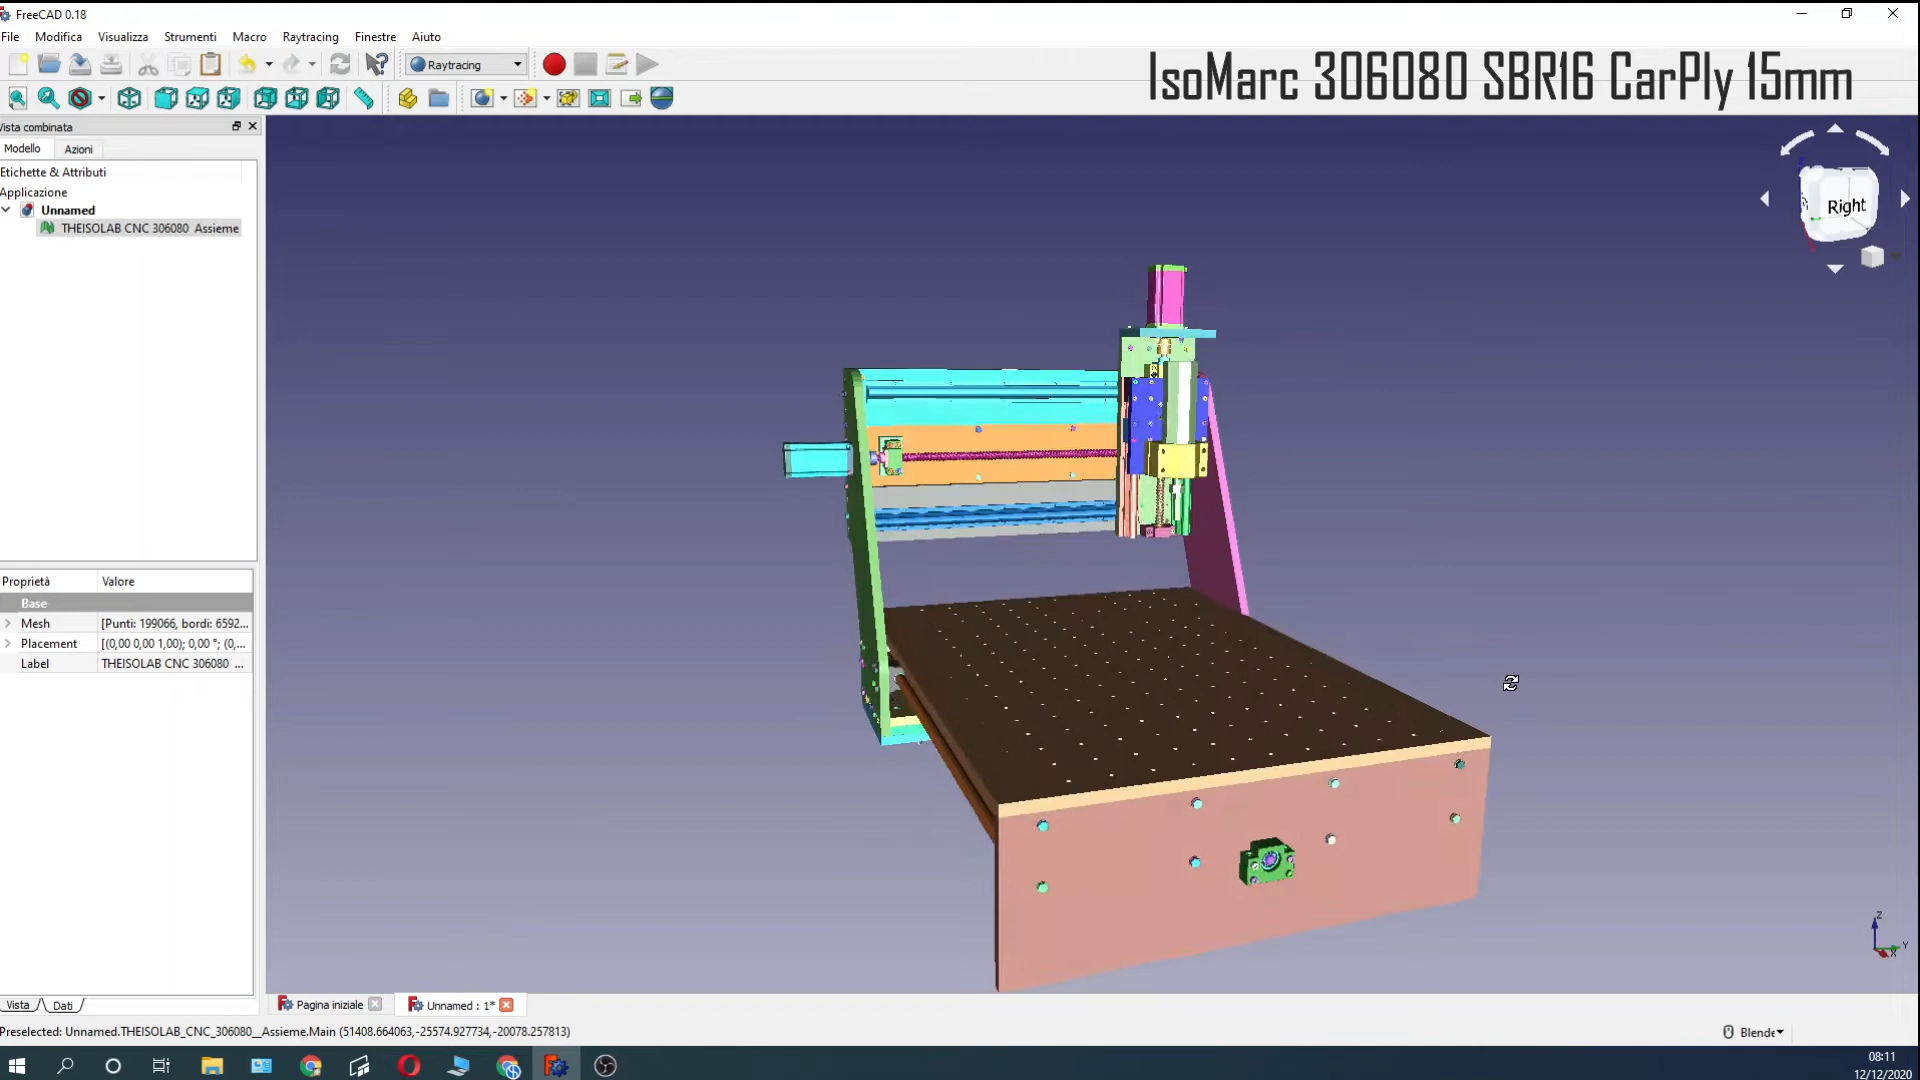 FreeCAD 0.18
File Modifica Visualizza Strumenti Macro Raytracing Finestre Aiuto
Raytracing
IsoMarc 306080 SBR16 CarPly 15mm
Vista combinata
Modello Azioni
Etichette & Attributi
Applicazione
Unnamed
THEISOLAB CNC 306080 Assieme
Right
Proprietà Valore
Base
Mesh [Punti: 199066, bordi: 6592...
Placement [(0,00 0,00 1,00); 0,00 °; (0,...
Label THEISOLAB CNC 306080 ...
Z
Y
X
Vista Dati
Pagina iniziale Unnamed : 1*
Preselected: Unnamed.THEISOLAB_CNC_306080__Assieme.Main (51408.664063,-25574.927734,-20078.257813)
Blender
08:11
12/12/2020